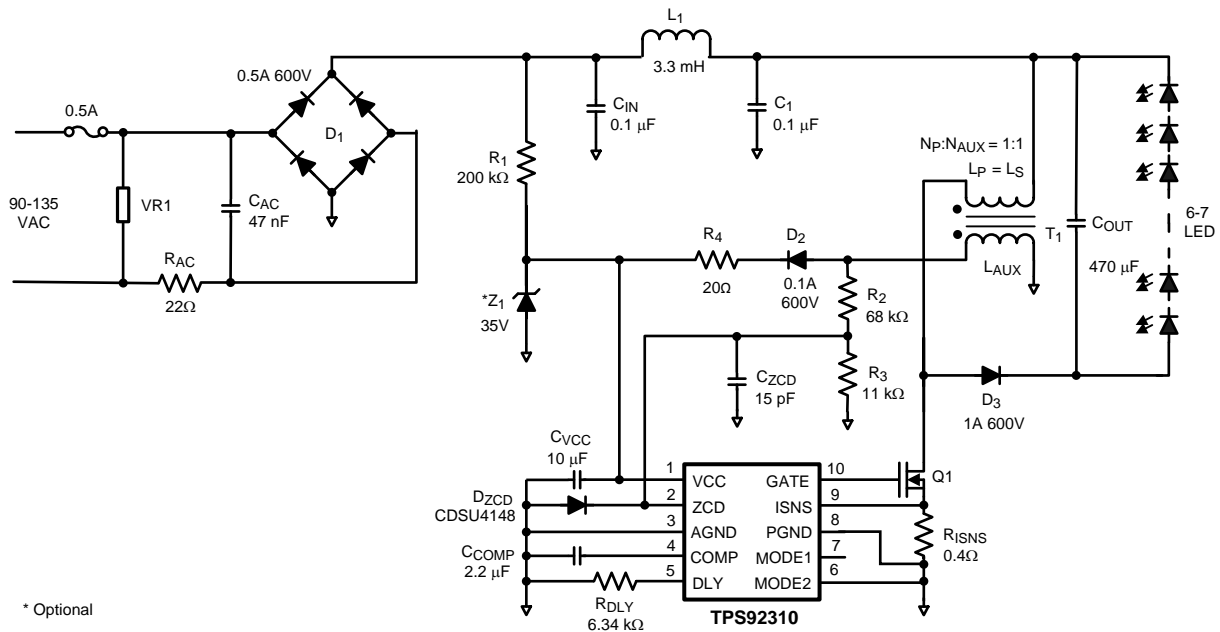 L1
3.3 mH
0.5A 600V
0.5A
D1
CIN
0.1 μF
C1
0.1 μF
R1
200 kΩ
NP:NAUX = 1:1
LP = LS
90-135
VAC
VR1
CAC
47 nF
RAC
22Ω
R4
20Ω
D2
0.1A
600V
T1
LAUX
COUT
470 μF
6-7
LED
*Z1
35V
R2
68 kΩ
CZCD
15 pF
R3
11 kΩ
D3
1A 600V
CVCC
10 μF
DZCD
CDSU4148
CCOMP
2.2 μF
RDLY
6.34 kΩ
1 VCC GATE 10
2 ZCD ISNS 9
3 AGND PGND 8
4 COMP MODE1 7
5 DLY MODE2 6
TPS92310
Q1
RISNS
0.4Ω
* Optional